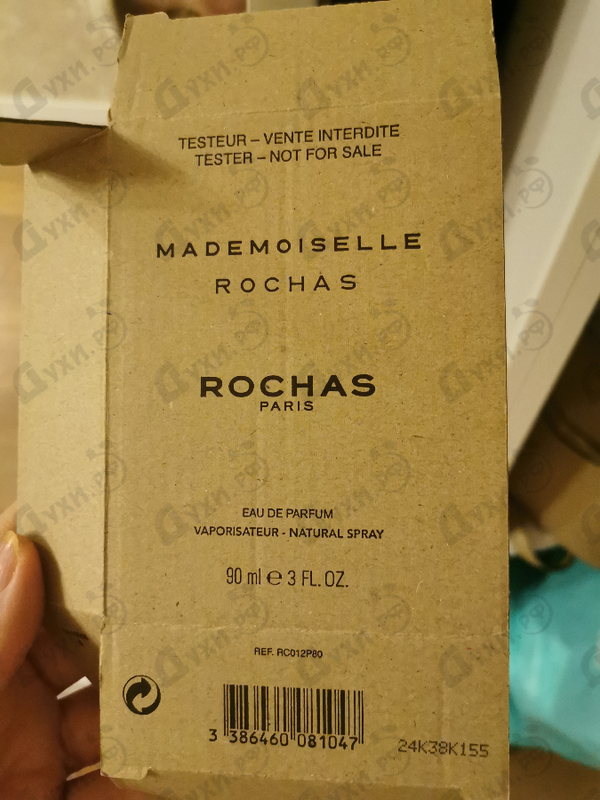 TESTEUR – VENTE INTERDITE
TESTER – NOT FOR SALE
MADEMOISELLE
ROCHAS
ROCHAS
PARIS
EAU DE PARFUM
VAPORISATEUR - NATURAL SPRAY
90 ml ℮ 3 FL. OZ.
REF. RC012P80
3 386460 081047
24K38K155
духи.рф